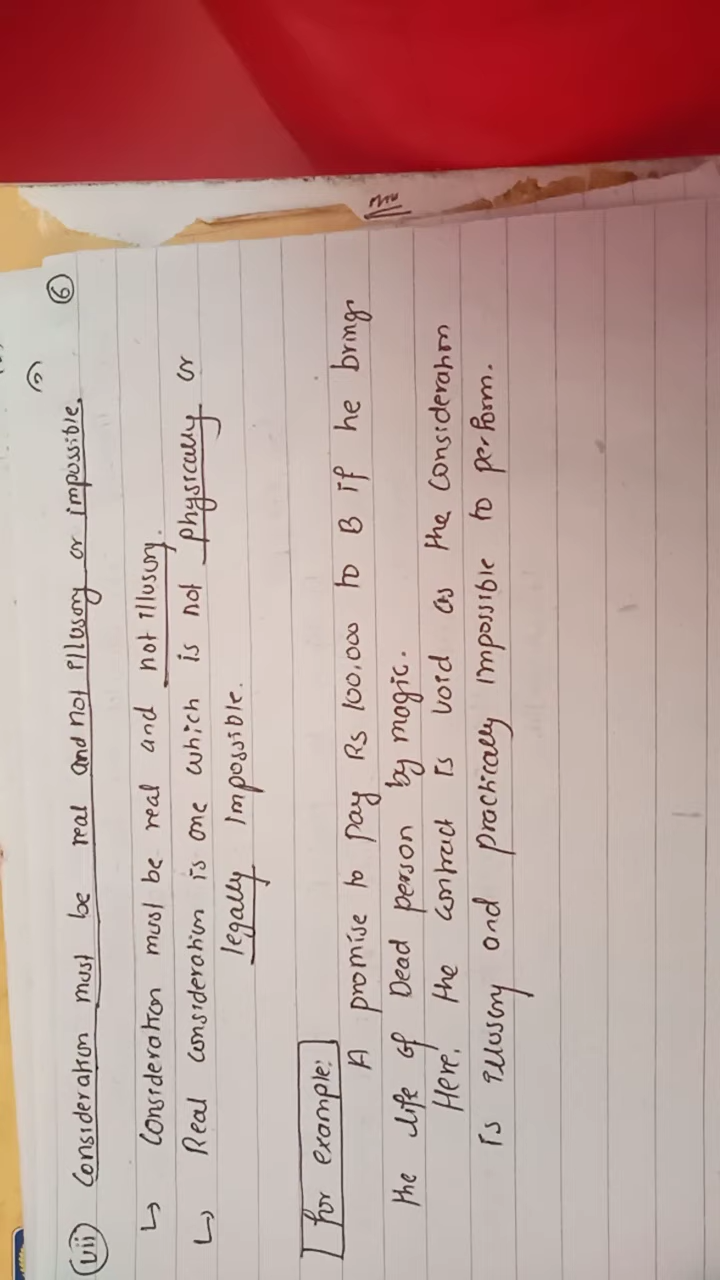 6
(vii) Consideration must be real and not illusory or impossible.
↳ Consideration must be real and not illusory.
↳ Real consideration is one which is not physically or
legally impossible.
for example:
A promise to pay Rs 100,000 to B if he bring
the life of Dead person by magic.
Here, the contract is void as the consideration
is illusory and practically impossible to perform.